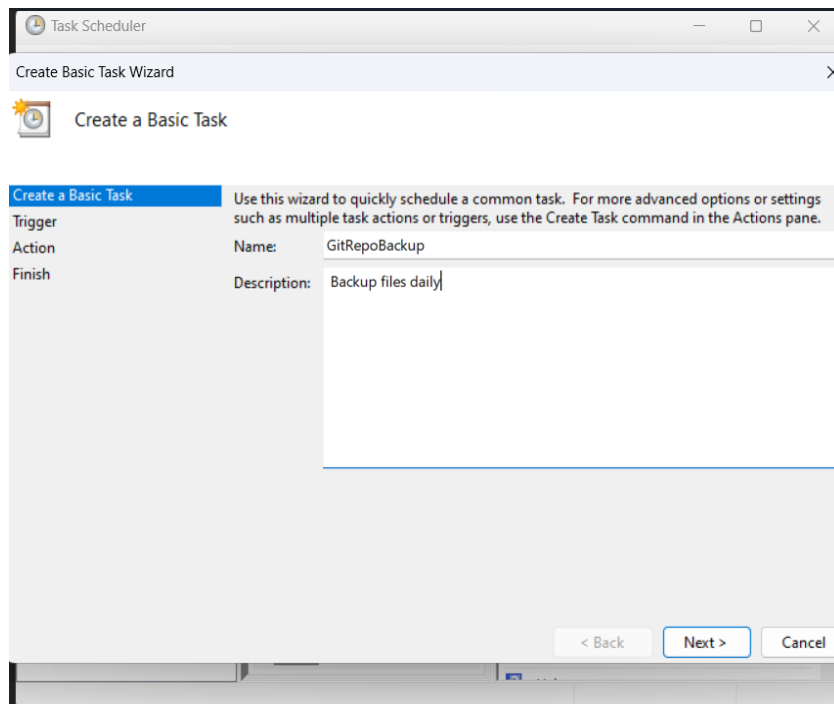 Task Scheduler
Create Basic Task Wizard
Create a Basic Task
Create a Basic Task
Trigger
Action
Finish
Use this wizard to quickly schedule a common task. For more advanced options or settings
such as multiple task actions or triggers, use the Create Task command in the Actions pane.
Name: GitRepoBackup
Description: Backup files daily
< Back Next > Cancel